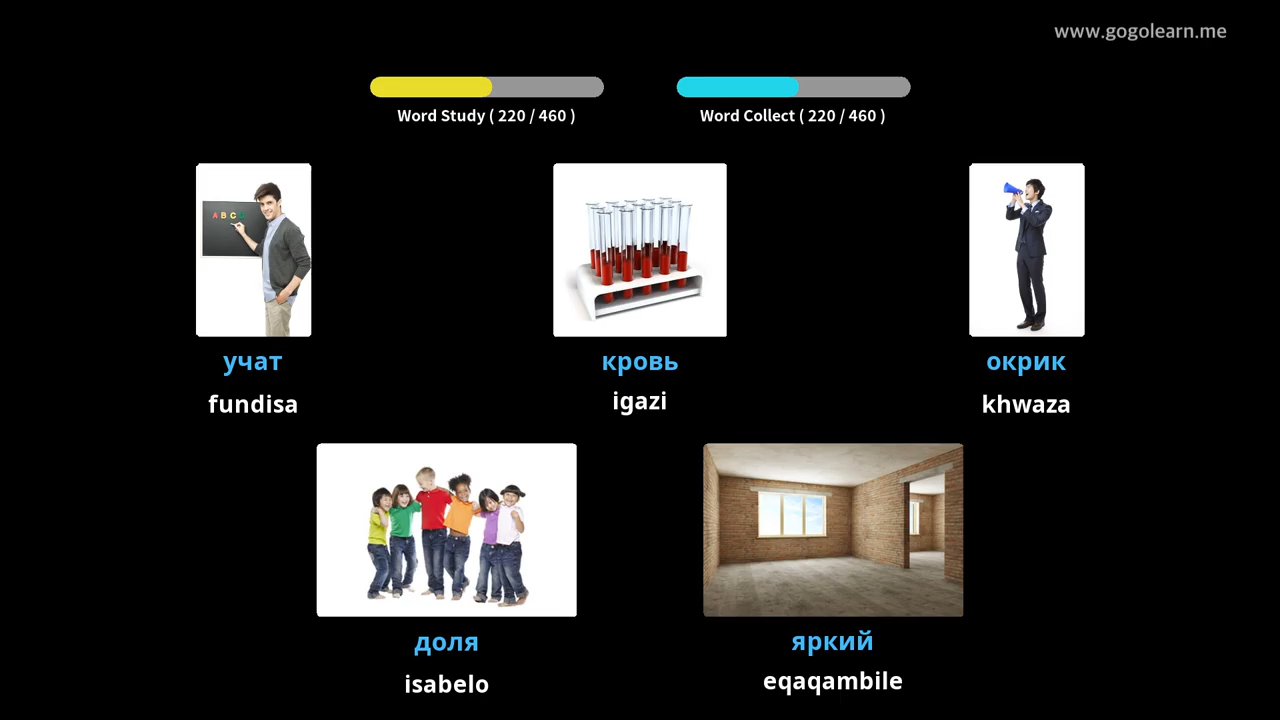 www.gogolearn.me
Word Study ( 220 / 460 )
Word Collect ( 220 / 460 )
A B C D
учат
кровь
окрик
fundisa
igazi
khwaza
доля
яркий
isabelo
eqaqambile